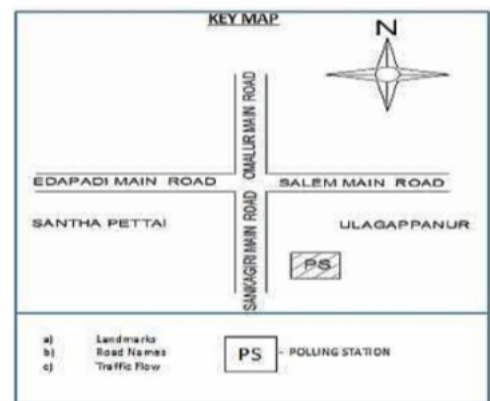 KEY MAP
N
OMALUR MAIN ROAD
EDAPADI MAIN ROAD
SALEM MAIN ROAD
SANTHA PETTAI
SANKAGIRI MAIN ROAD
ULAGAPPANUR
PS
a) Landmarks
b) Road Names
c) Traffic Flow
PS - POLLING STATION